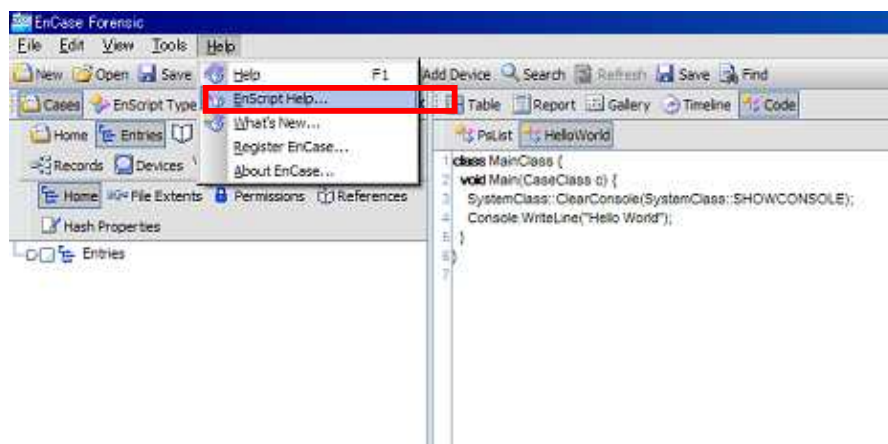 EnCase Forensic
File Edit View Tools Help
New Open Save Add Device Search Refresh Save Find
Help F1
EnScript Help...
What's New...
Register EnCase...
About EnCase...
Cases EnScript Type Table Report Gallery Timeline Code
Home Entries
Records Devices
Home File Extents Permissions References
Hash Properties
Entries
PsList HelloWorld
1 class MainClass {
2 void Main(CaseClass c) {
3 SystemClass::ClearConsole(SystemClass::SHOWCONSOLE);
4 Console.WriteLine("Hello World");
5 }
6 }
7